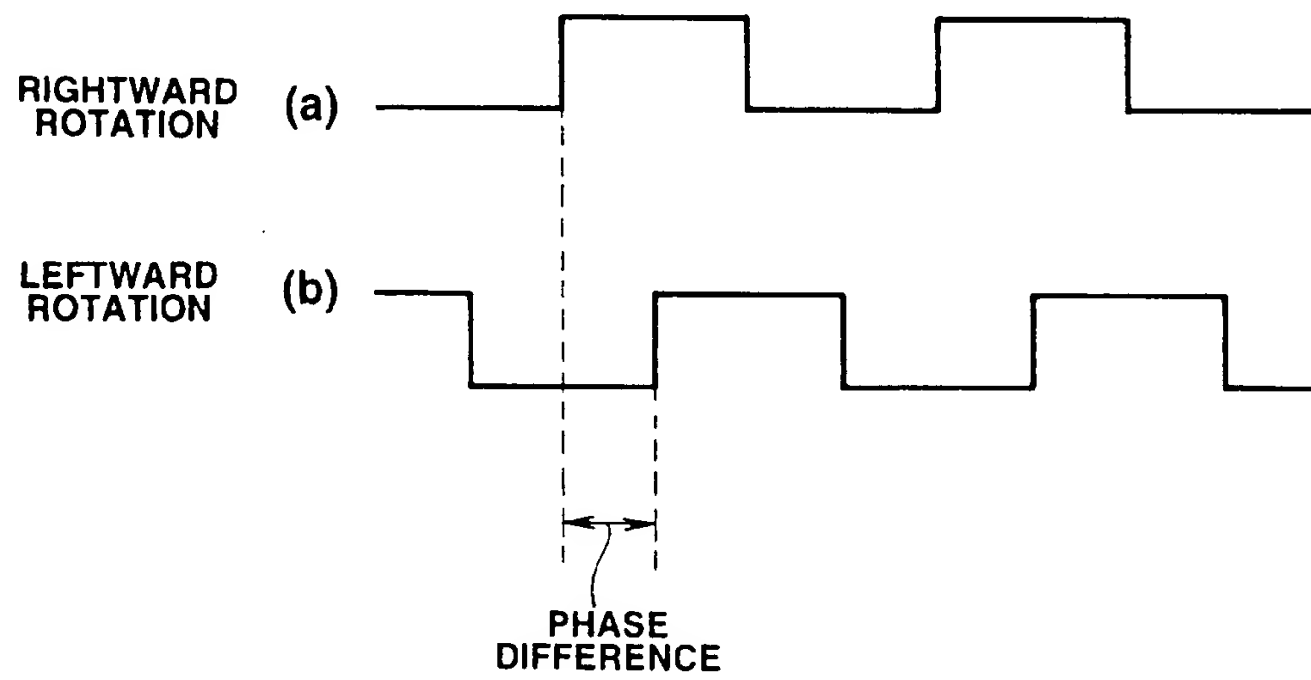 RIGHTWARD
ROTATION (a)
LEFTWARD
ROTATION (b)
PHASE
DIFFERENCE